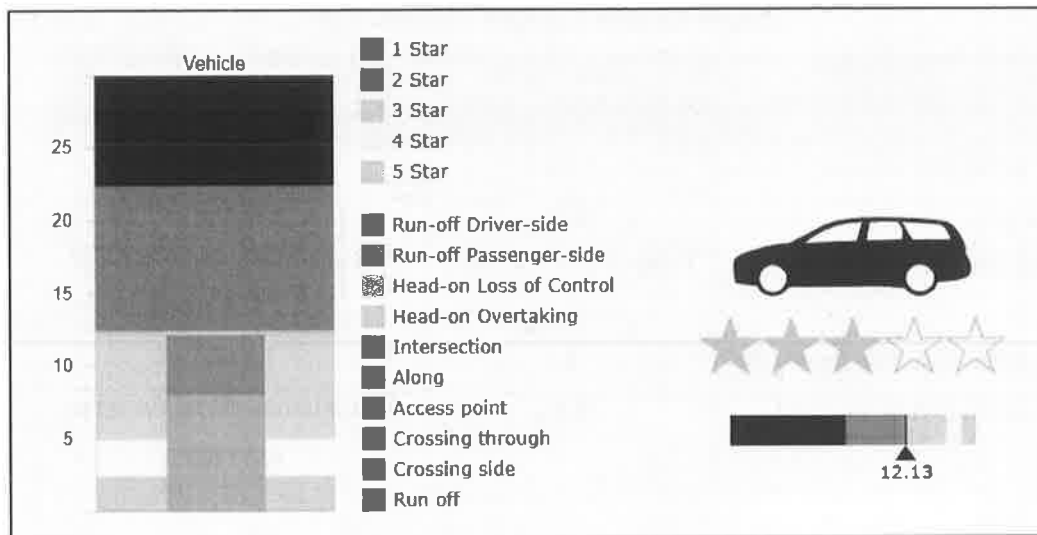 Vehicle
25
20
15
10
5
1 Star
2 Star
3 Star
4 Star
5 Star
Run-off Driver-side
Run-off Passenger-side
Head-on Loss of Control
Head-on Overtaking
Intersection
Along
Access point
Crossing through
Crossing side
Run off
12.13